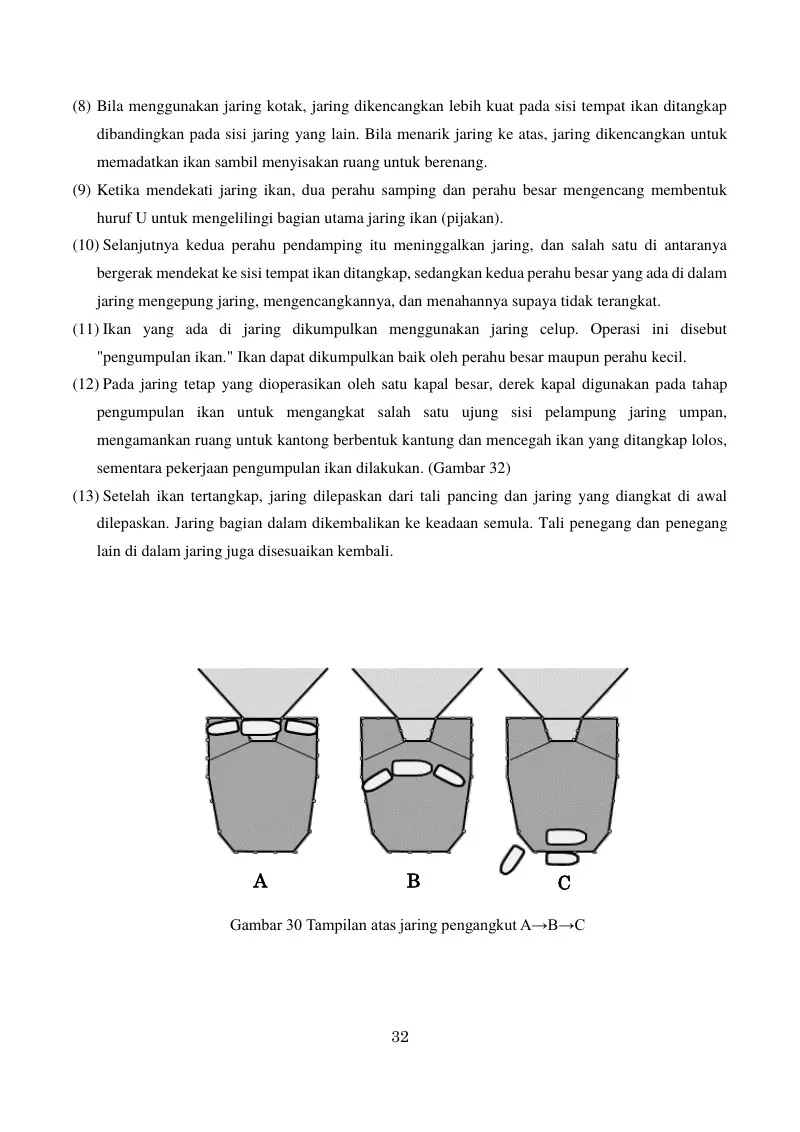 (8) Bila menggunakan jaring kotak, jaring dikencangkan lebih kuat pada sisi tempat ikan ditangkap
dibandingkan pada sisi jaring yang lain. Bila menarik jaring ke atas, jaring dikencangkan untuk
memadatkan ikan sambil menyisakan ruang untuk berenang.
(9) Ketika mendekati jaring ikan, dua perahu samping dan perahu besar mengencang membentuk
huruf U untuk mengelilingi bagian utama jaring ikan (pijakan).
(10) Selanjutnya kedua perahu pendamping itu meninggalkan jaring, dan salah satu di antaranya
bergerak mendekat ke sisi tempat ikan ditangkap, sedangkan kedua perahu besar yang ada di dalam
jaring mengepung jaring, mengencangkannya, dan menahannya supaya tidak terangkat.
(11) Ikan yang ada di jaring dikumpulkan menggunakan jaring celup. Operasi ini disebut
"pengumpulan ikan." Ikan dapat dikumpulkan baik oleh perahu besar maupun perahu kecil.
(12) Pada jaring tetap yang dioperasikan oleh satu kapal besar, derek kapal digunakan pada tahap
pengumpulan ikan untuk mengangkat salah satu ujung sisi pelampung jaring umpan,
mengamankan ruang untuk kantong berbentuk kantung dan mencegah ikan yang ditangkap lolos,
sementara pekerjaan pengumpulan ikan dilakukan. (Gambar 32)
(13) Setelah ikan tertangkap, jaring dilepaskan dari tali pancing dan jaring yang diangkat di awal
dilepaskan. Jaring bagian dalam dikembalikan ke keadaan semula. Tali penegang dan penegang
lain di dalam jaring juga disesuaikan kembali.
A B C
Gambar 30 Tampilan atas jaring pengangkut A→B→C
32